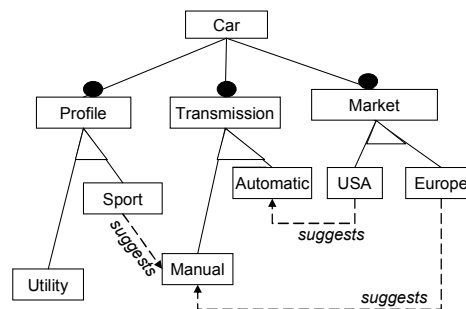 Car
Profile
Transmission
Market
Automatic
USA
Europe
Sport
suggests
suggests
Manual
Utility
suggests